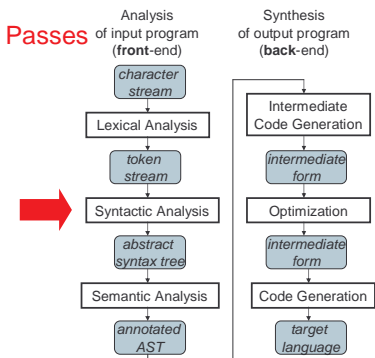 Passes
Analysis
of input program
(front-end)
character
stream
Lexical Analysis
token
stream
Syntactic Analysis
abstract
syntax tree
Semantic Analysis
annotated
AST
Synthesis
of output program
(back-end)
Intermediate
Code Generation
intermediate
form
Optimization
intermediate
form
Code Generation
target
language